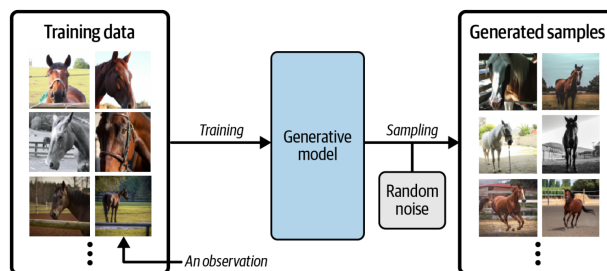 Training data
Training
Generative
model
Sampling
Random
noise
Generated samples
An observation